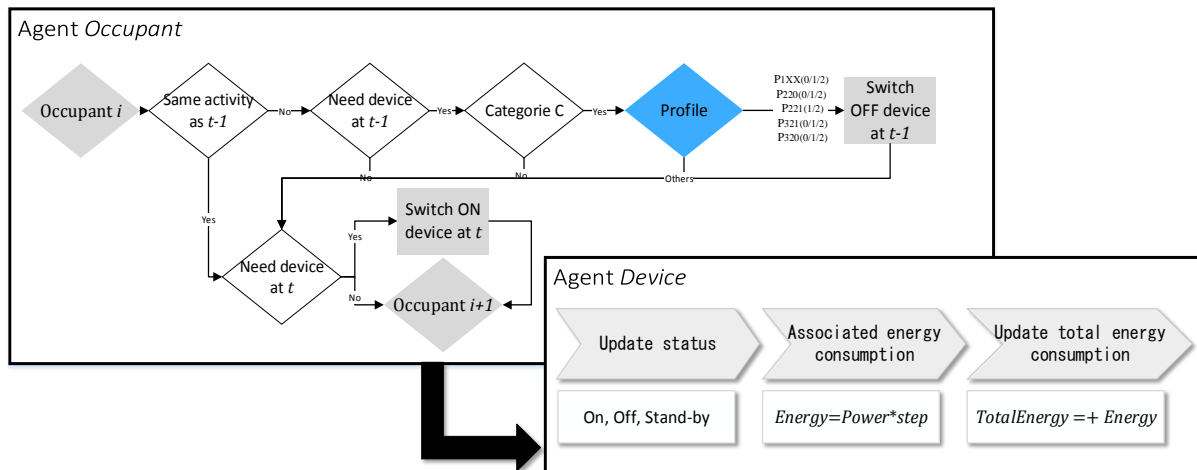 Agent Occupant
Occupant i
Same activity
as t-1
No
Need device
at t-1
Yes
Categorie C
Yes
Profile
P1XX(0/1/2)
P220(0/1/2)
P221(1/2)
P321(0/1/2)
P320(0/1/2)
Switch
OFF device
at t-1
No
No
Others
Yes
Need device
at t
Yes
Switch ON
device at t
No
Occupant i+1
Agent Device
Update status
Associated energy
consumption
Update total energy
consumption
On, Off, Stand-by
Energy=Power*step
TotalEnergy =+ Energy